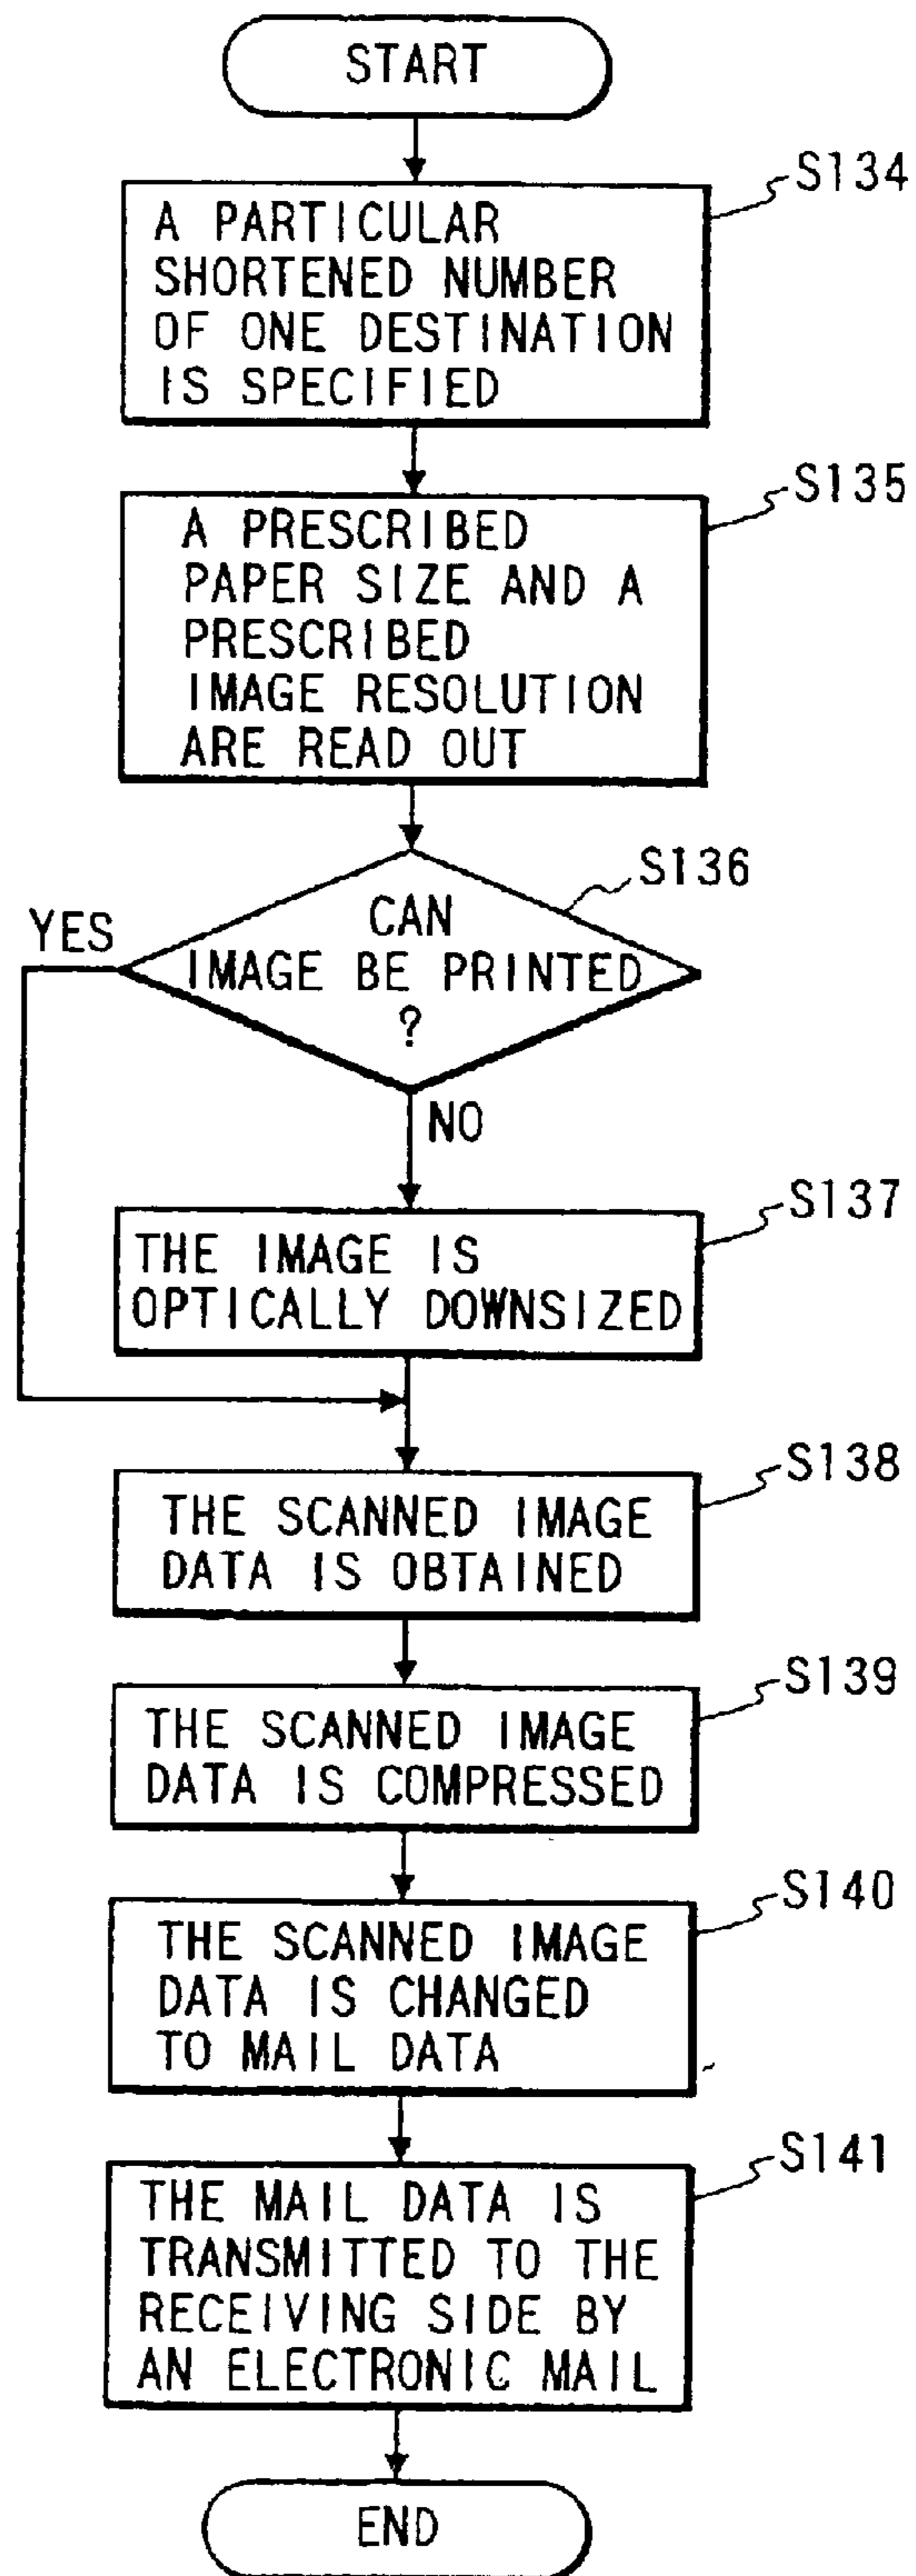 START
S134
A PARTICULAR
SHORTENED NUMBER
OF ONE DESTINATION
IS SPECIFIED
S135
A PRESCRIBED
PAPER SIZE AND A
PRESCRIBED
IMAGE RESOLUTION
ARE READ OUT
S136
YES
CAN
IMAGE BE PRINTED
?
NO
S137
THE IMAGE IS
OPTICALLY DOWNSIZED
S138
THE SCANNED IMAGE
DATA IS OBTAINED
S139
THE SCANNED IMAGE
DATA IS COMPRESSED
S140
THE SCANNED IMAGE
DATA IS CHANGED
TO MAIL DATA
S141
THE MAIL DATA IS
TRANSMITTED TO THE
RECEIVING SIDE BY
AN ELECTRONIC MAIL
END